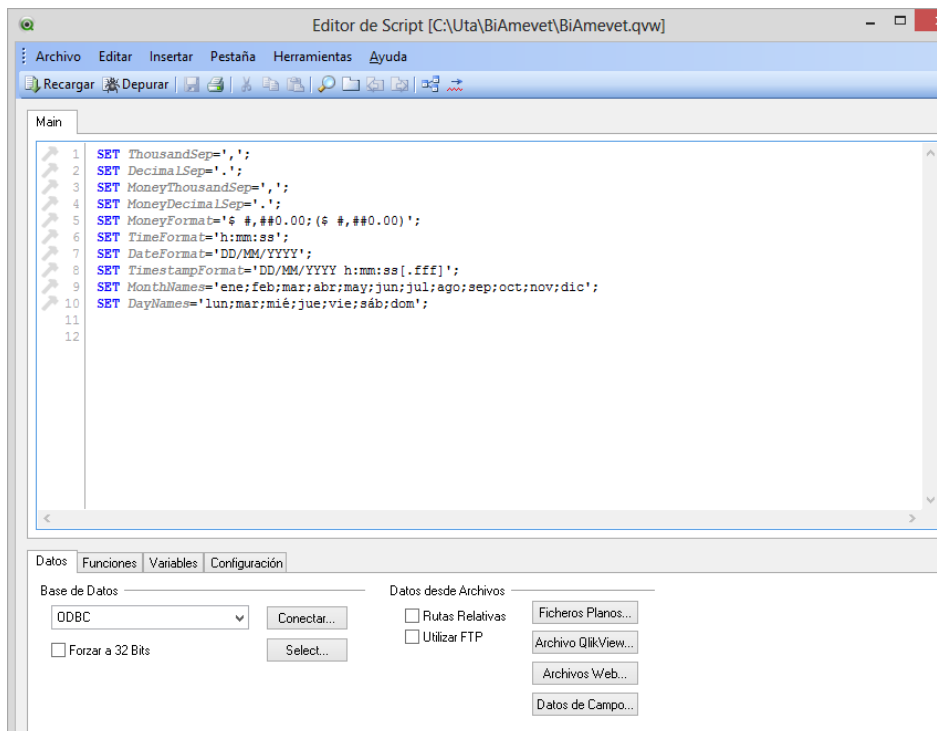 Editor de Script [C:\Uta\BiAmevet\BiAmevet.qvw]
Archivo Editar Insertar Pestaña Herramientas Ayuda
Recargar Depurar
Main
1 SET ThousandSep=',';
2 SET DecimalSep='.';
3 SET MoneyThousandSep=',';
4 SET MoneyDecimalSep='.';
5 SET MoneyFormat='$ #,##0.00;($ #,##0.00)';
6 SET TimeFormat='h:mm:ss';
7 SET DateFormat='DD/MM/YYYY';
8 SET TimestampFormat='DD/MM/YYYY h:mm:ss[.fff]';
9 SET MonthNames='ene;feb;mar;abr;may;jun;jul;ago;sep;oct;nov;dic';
10 SET DayNames='lun;mar;mié;jue;vie;sáb;dom';
11
12
Datos Funciones Variables Configuración
Base de Datos Datos desde Archivos
ODBC Conectar... Rutas Relativas Ficheros Planos...
Forzar a 32 Bits Select... Utilizar FTP Archivo QlikView...
Archivos Web...
Datos de Campo...